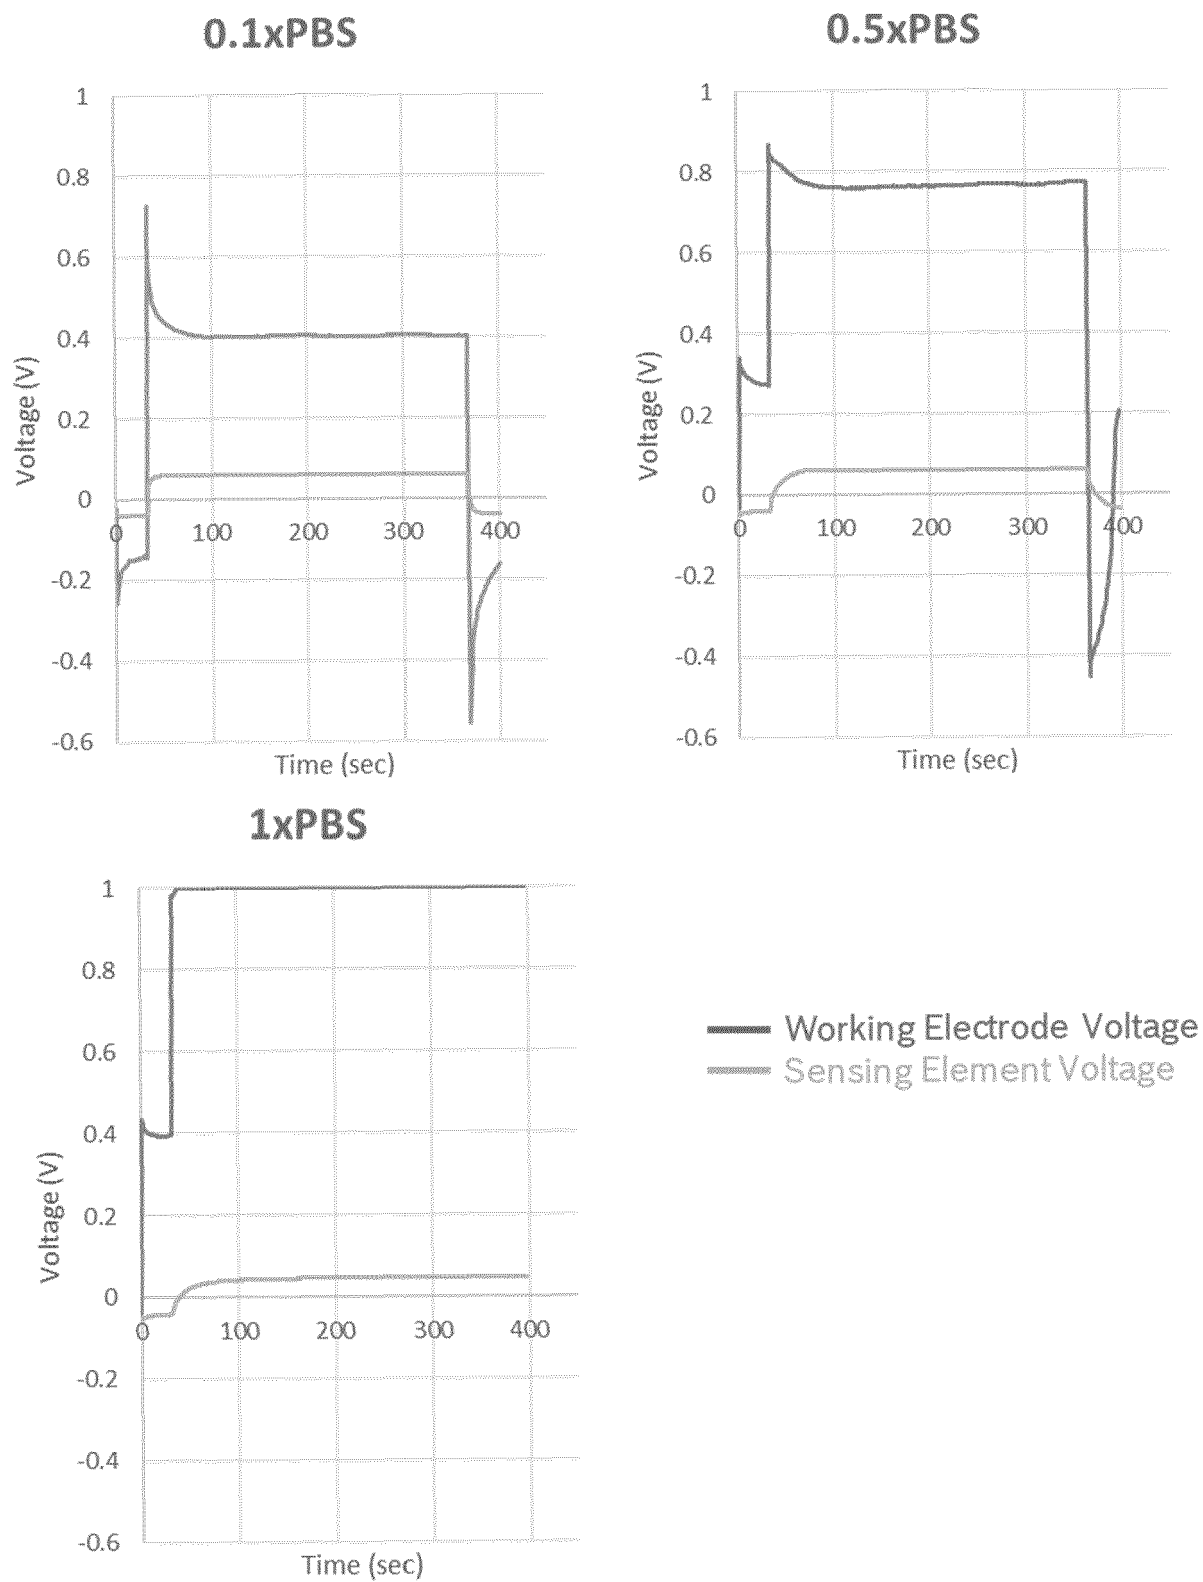 0.1xPBS
1
0.8
0.6
0.4
0.2
0
-0.2
-0.4
-0.6
Voltage (V)
0 100 200 300 400
Time (sec)
0.5xPBS
1
0.8
0.6
0.4
0.2
0
-0.2
-0.4
-0.6
Voltage (V)
0 100 200 300 400
Time (sec)
1xPBS
1
0.8
0.6
0.4
0.2
0
-0.2
-0.4
-0.6
Voltage (V)
0 100 200 300 400
Time (sec)
Working Electrode Voltage
Sensing Element Voltage